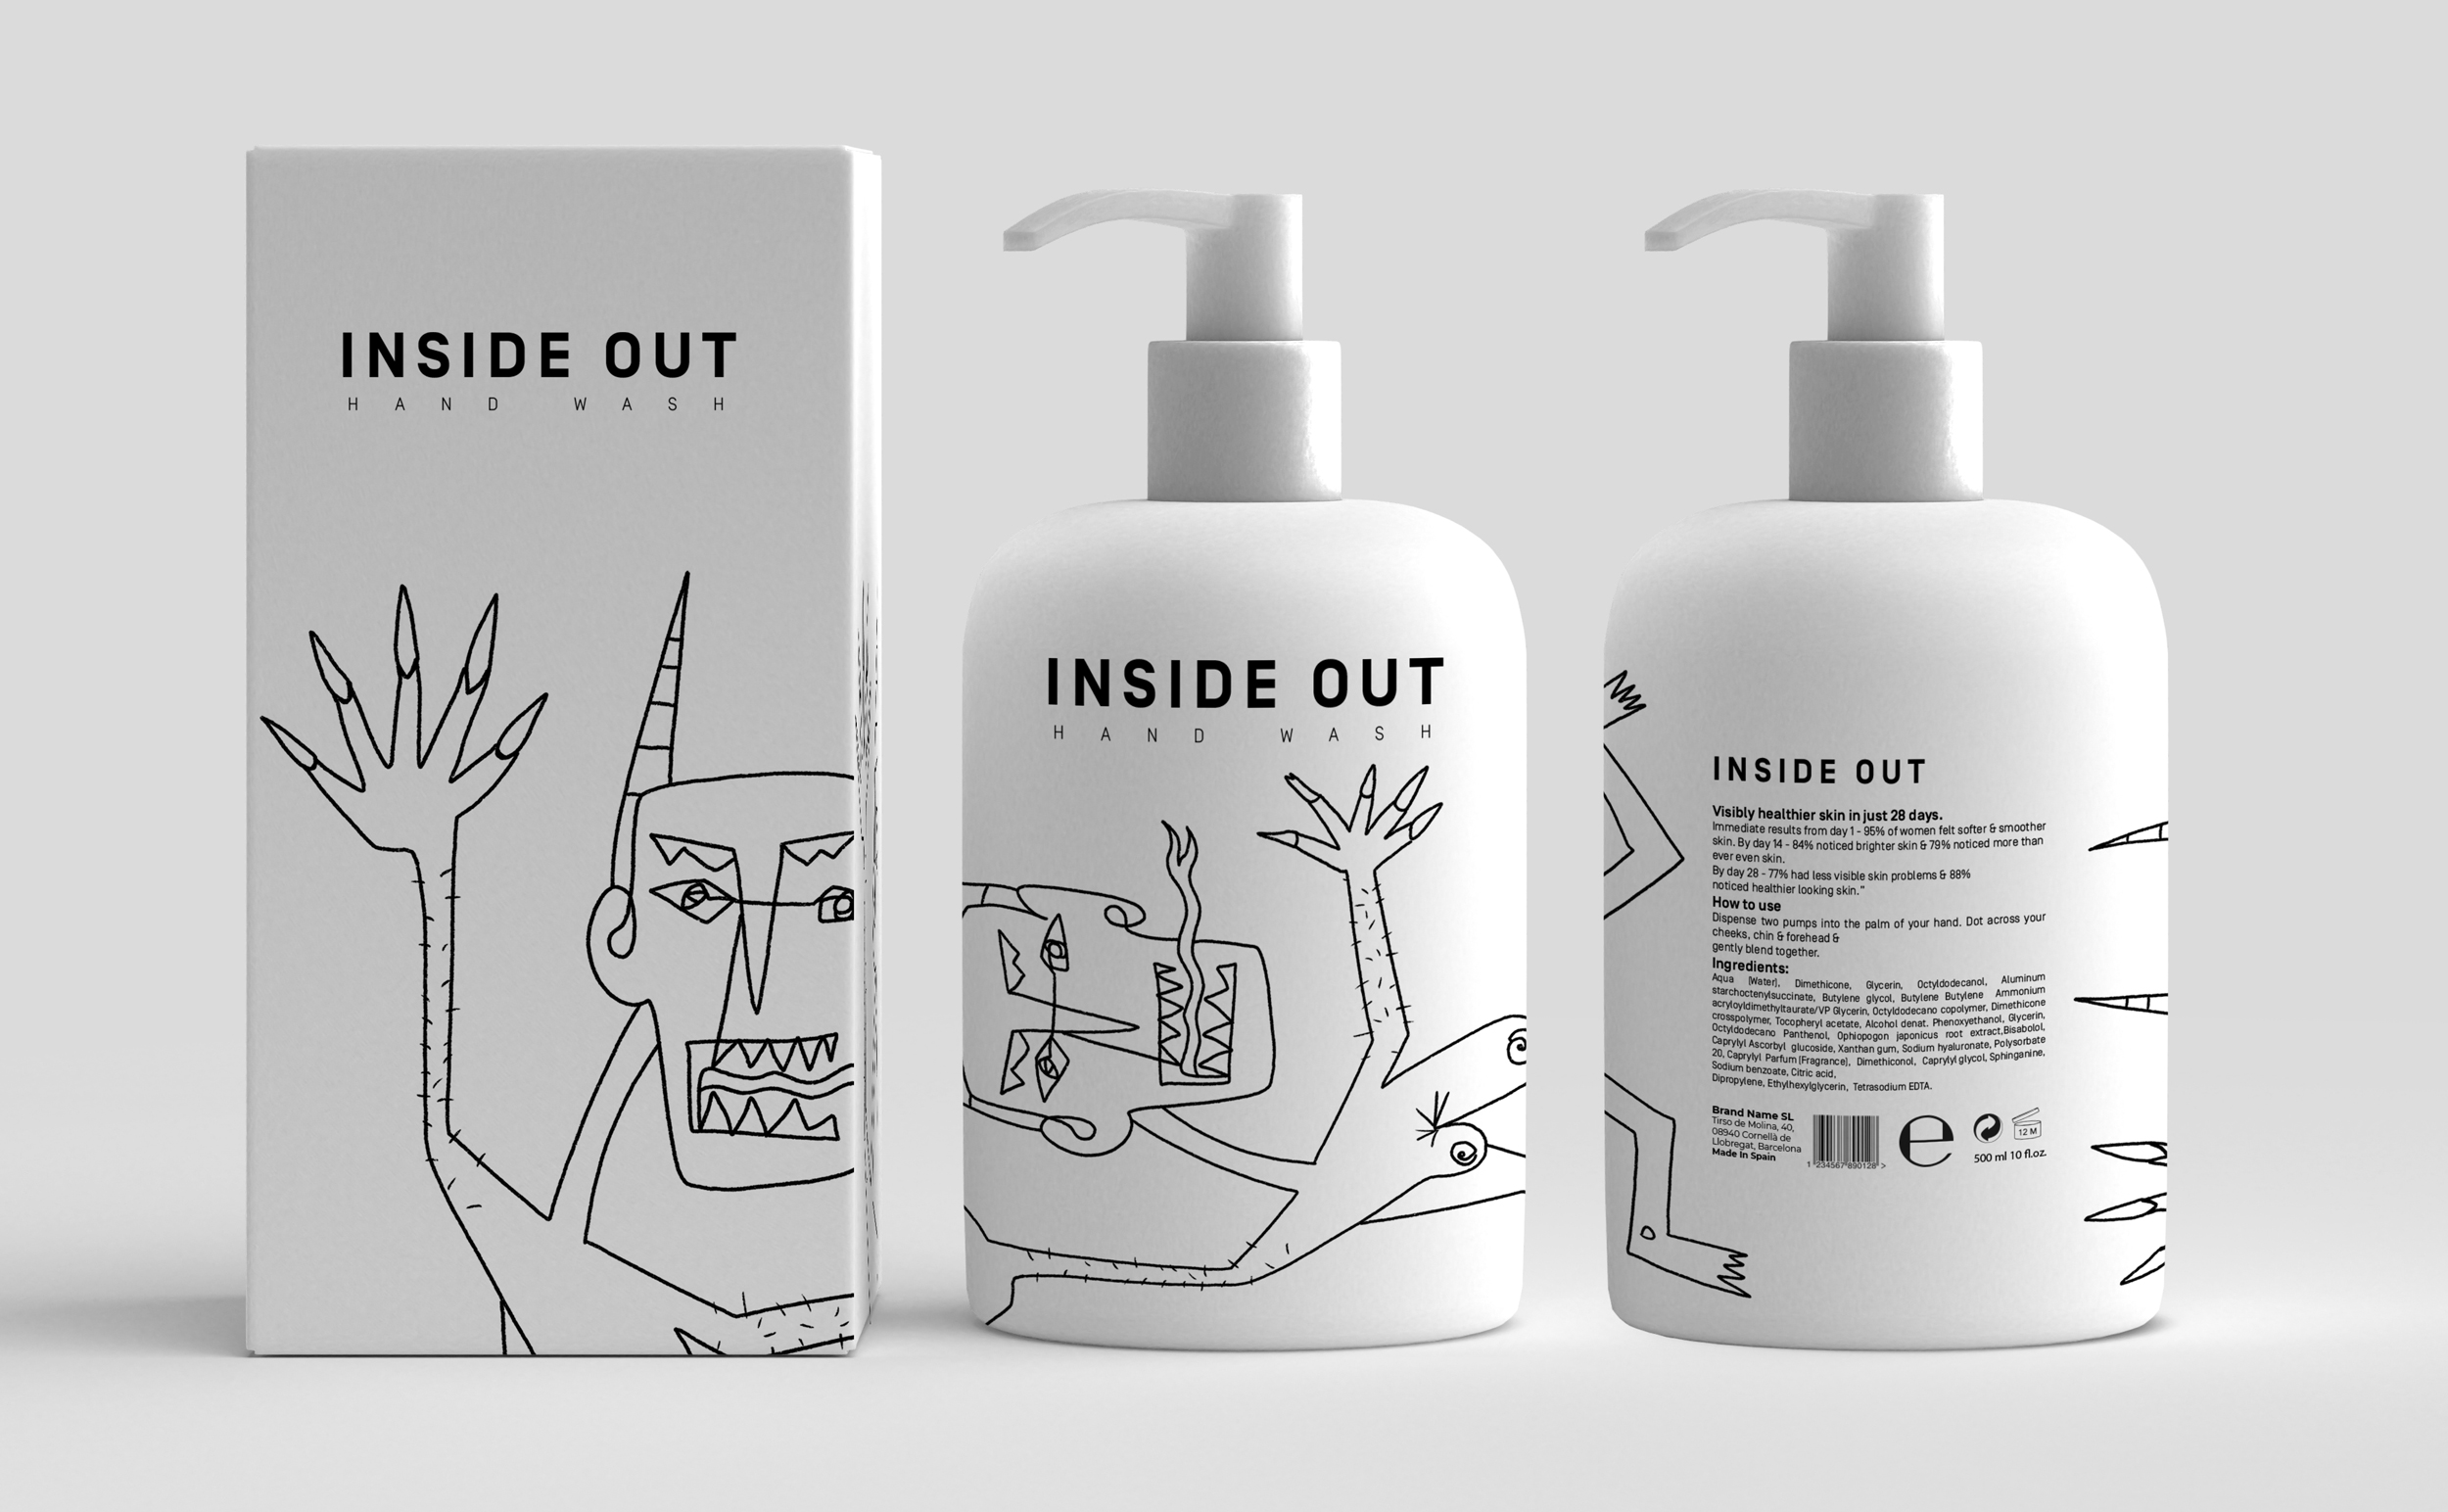 INSIDE OUT
HAND WASH
INSIDE OUT
HAND WASH
INSIDE OUT
Visibly healthier skin in just 28 days.
Immediate results from day 1 - 95% of women felt softer & smoother
skin. By day 14 - 84% noticed brighter skin & 79% noticed more than
ever even skin.
By day 28 - 77% had less visible skin problems & 88%
noticed healthier looking skin."
How to use
Dispense two pumps into the palm of your hand. Dot across your
cheeks, chin & forehead &
gently blend together.
Ingredients:
Aqua (Water), Dimethicone, Glycerin, Octyldodecanol, Aluminum
starchoctenylsuccinate, Butylene glycol, Butylene Butylene Ammonium
acryloyldimethyltaurate/VP Glycerin, Octyldodecano copolymer, Dimethicone
crosspolymer, Tocopheryl acetate, Alcohol denat. Phenoxyethanol, Glycerin,
Octyldodecano Panthenol, Ophiopogon japonicus root extract,Bisabolol,
Caprylyl Ascorbyl glucoside, Xanthan gum, Sodium hyaluronate, Polysorbate
20, Caprylyl Parfum (Fragrance), Dimethiconol, Caprylyl glycol, Sphinganine,
Sodium benzoate, Citric acid,
Dipropylene, Ethylhexylglycerin, Tetrasodium EDTA.
Brand Name SL
Tirso de Molina, 40,
08940 Cornellà de
Llobregat, Barcelona
Made In Spain
1 234567 890128 >
e
12 M
500 ml 10 fl.oz.